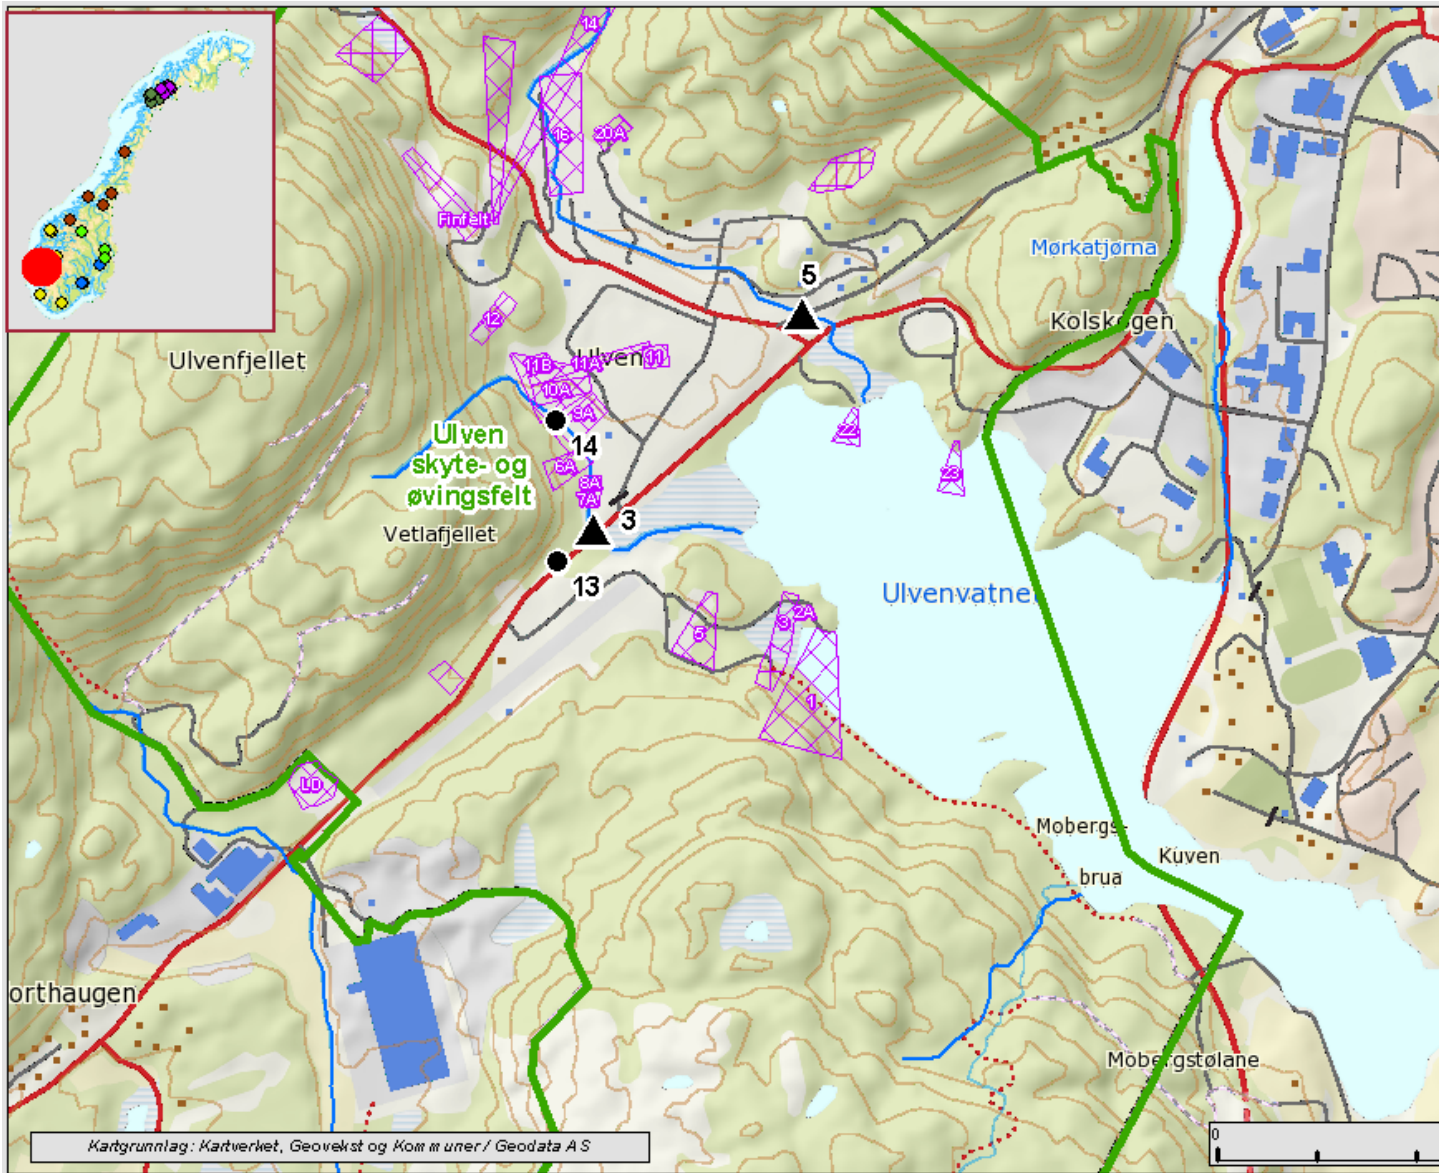 14
16
20A
Finfelt
Mørkatjørna
5
12
Kolskogen
Ulvenfjellet
Ulven
11B
11A
11
10A
9A
22
Ulven
skyte- og
øvingsfelt
14
6A
23
8A
7A
Vetlafjellet
3
13
Ulvenvatne
5
3
2A
1
LD
Mobergs-
brua
Kuven
orthaugen
Mobergstølane
Kartgrunnlag: Kartverket, Geovekst og Kommuner / Geodata AS
0